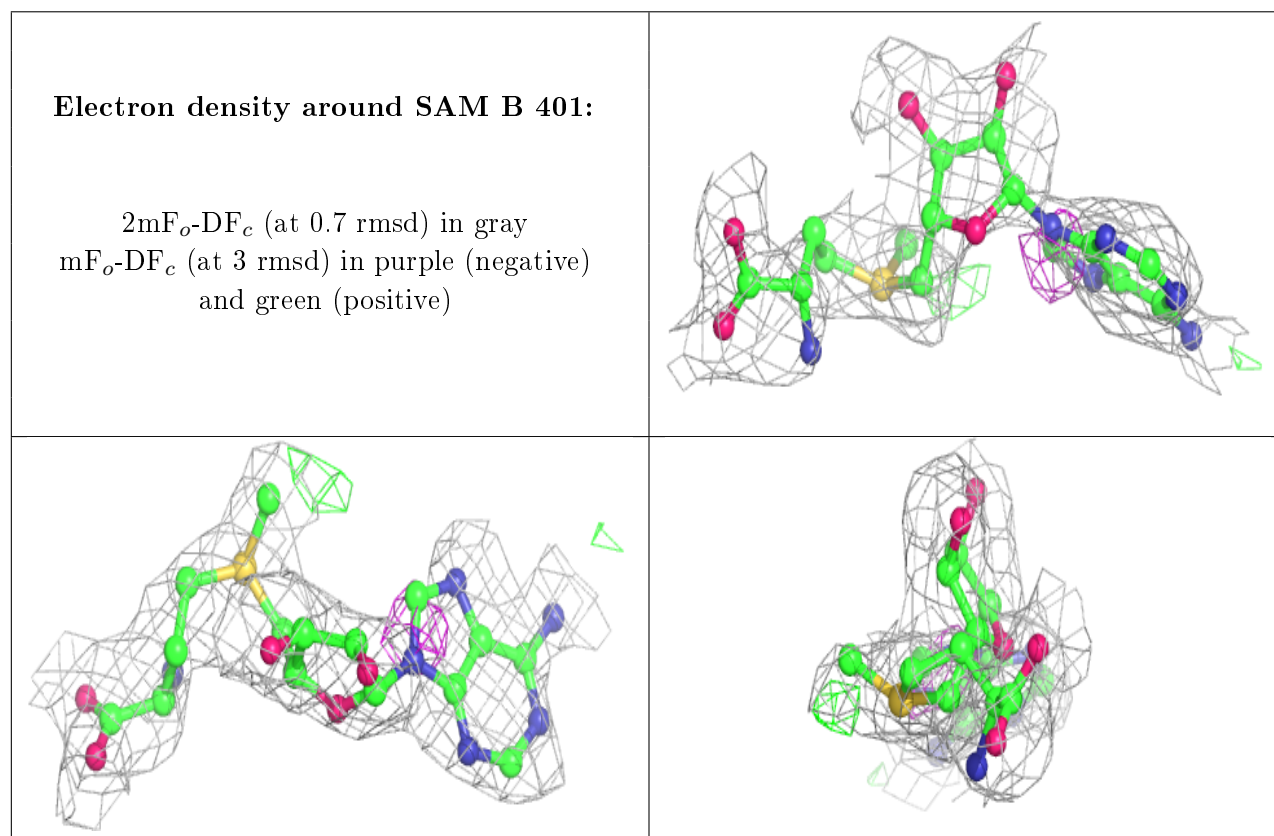 Electron density around SAM B 401:
2mFₒ-DF𝒸 (at 0.7 rmsd) in gray
mFₒ-DF𝒸 (at 3 rmsd) in purple (negative)
and green (positive)